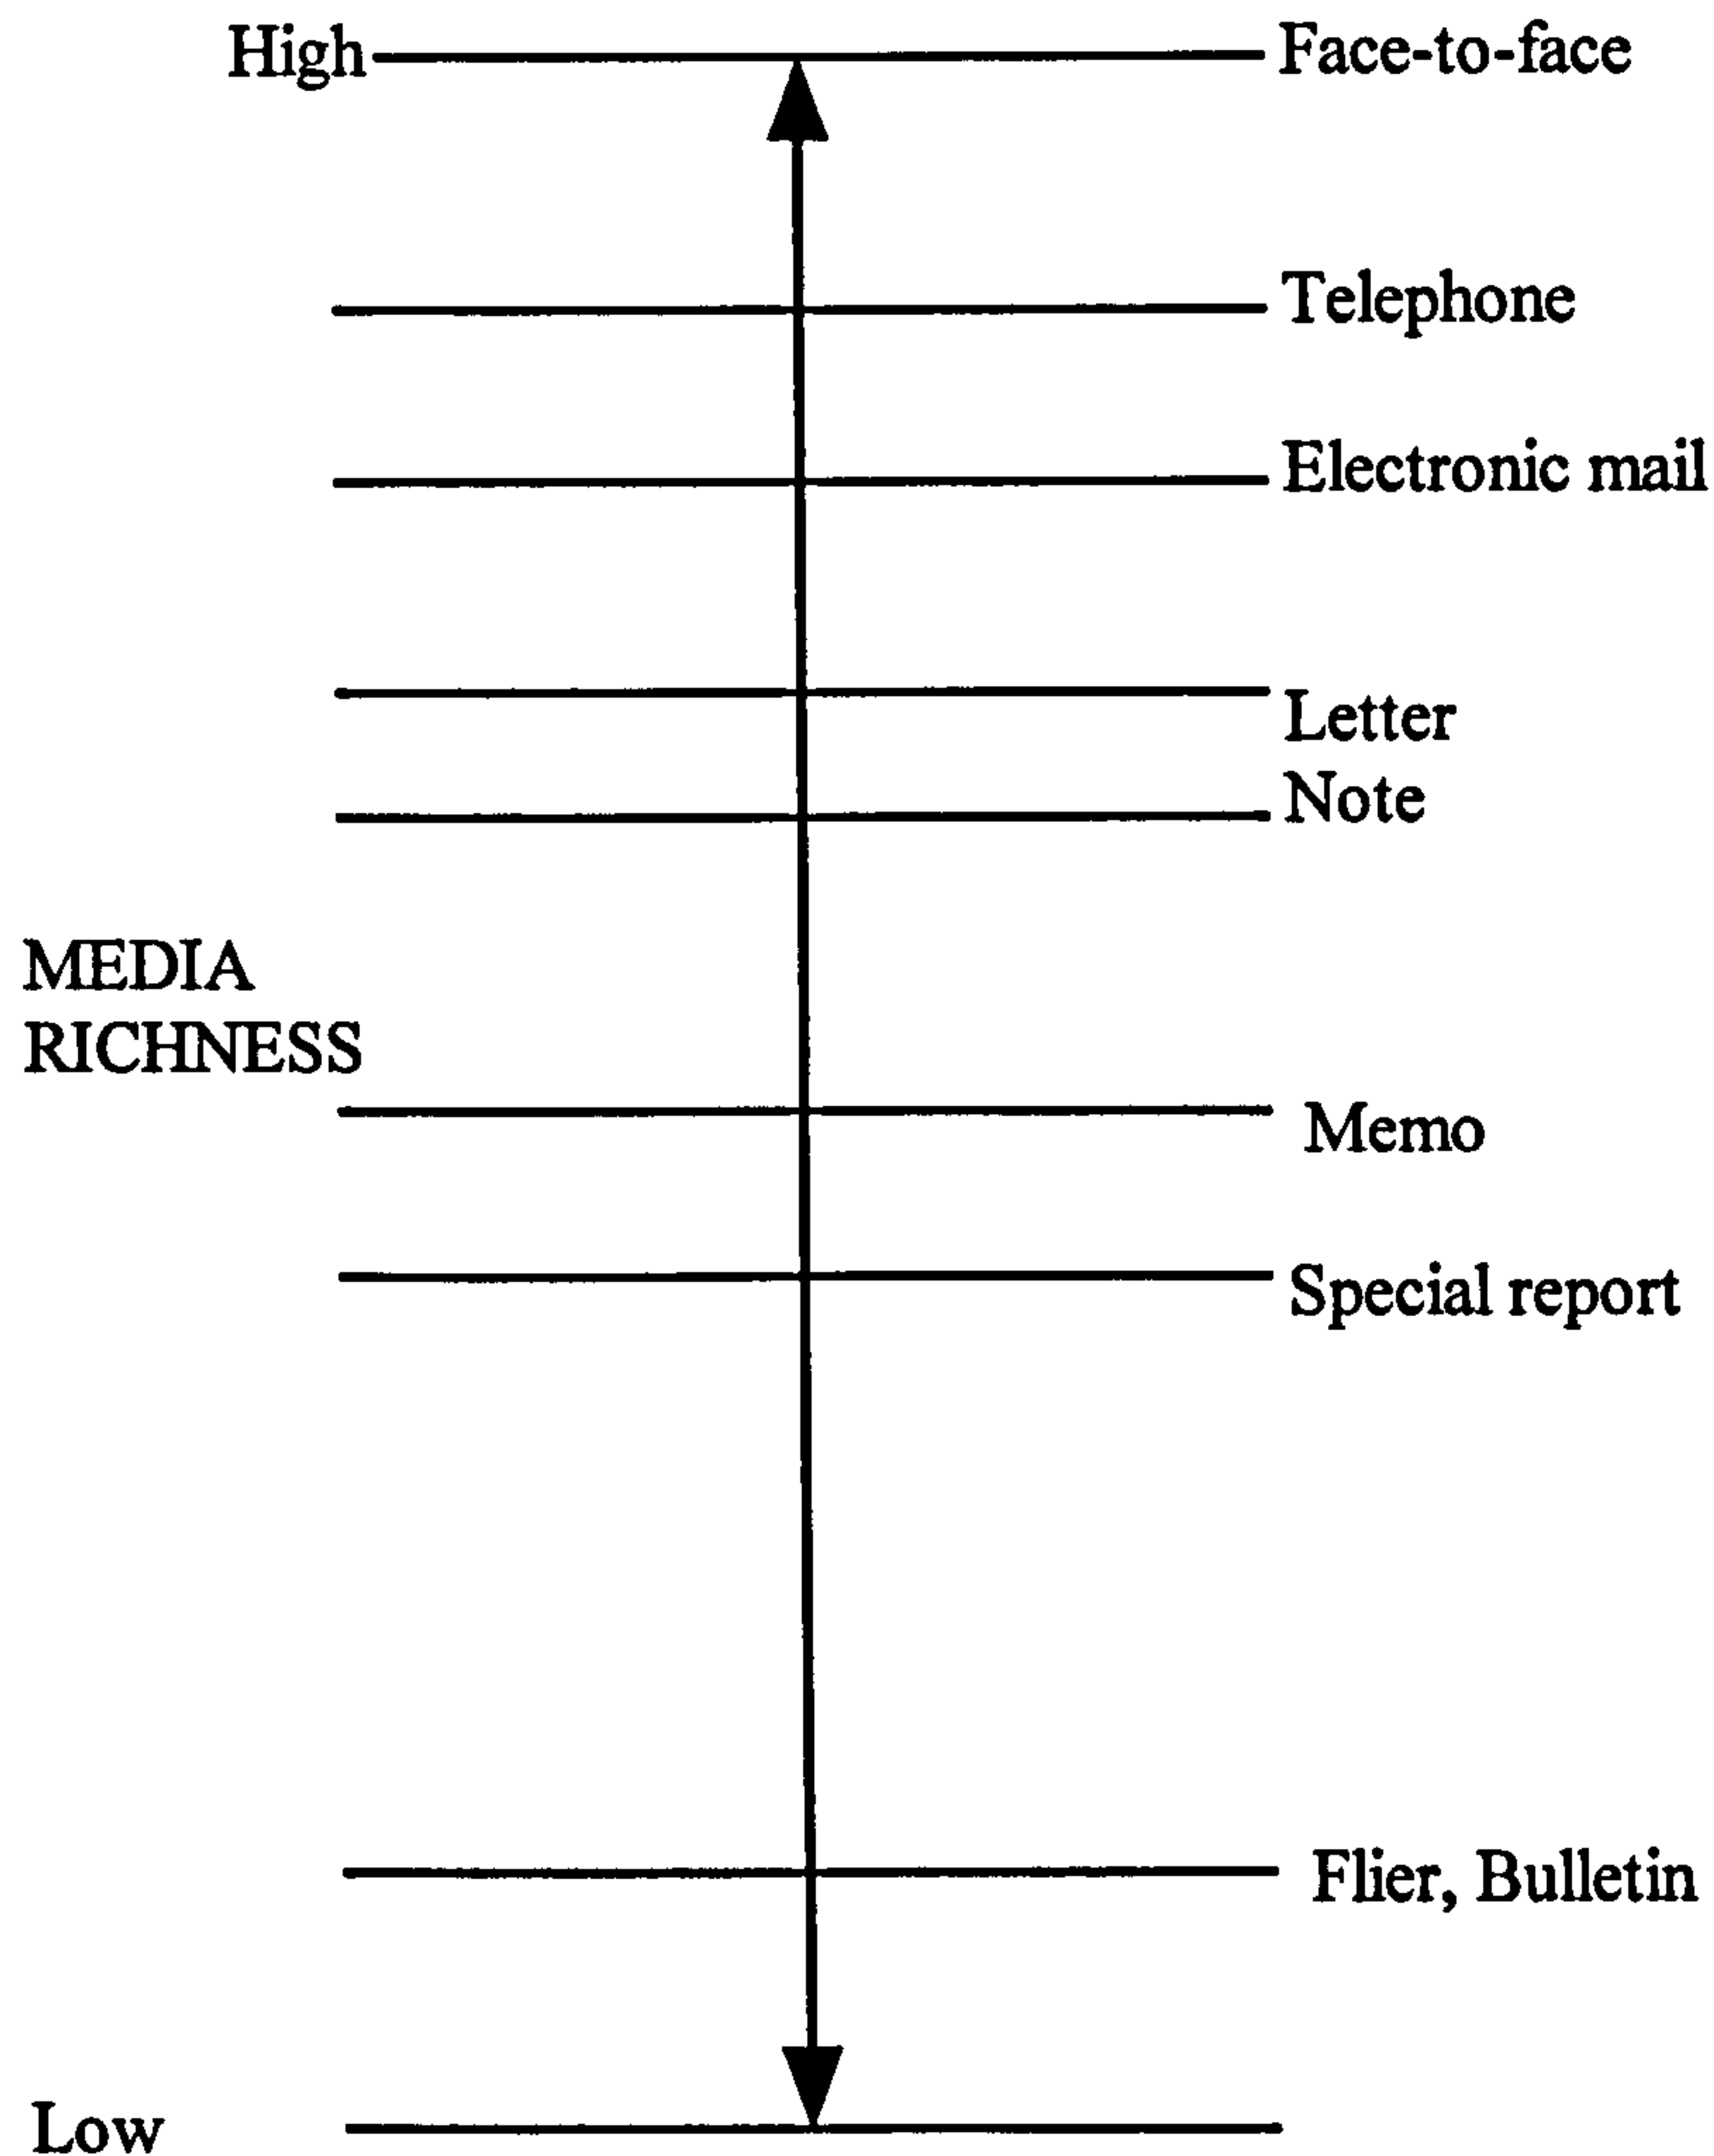 High Face-to-face
Telephone
Electronic mail
Letter
Note
MEDIA
RICHNESS
Memo
Special report
Flier, Bulletin
Low